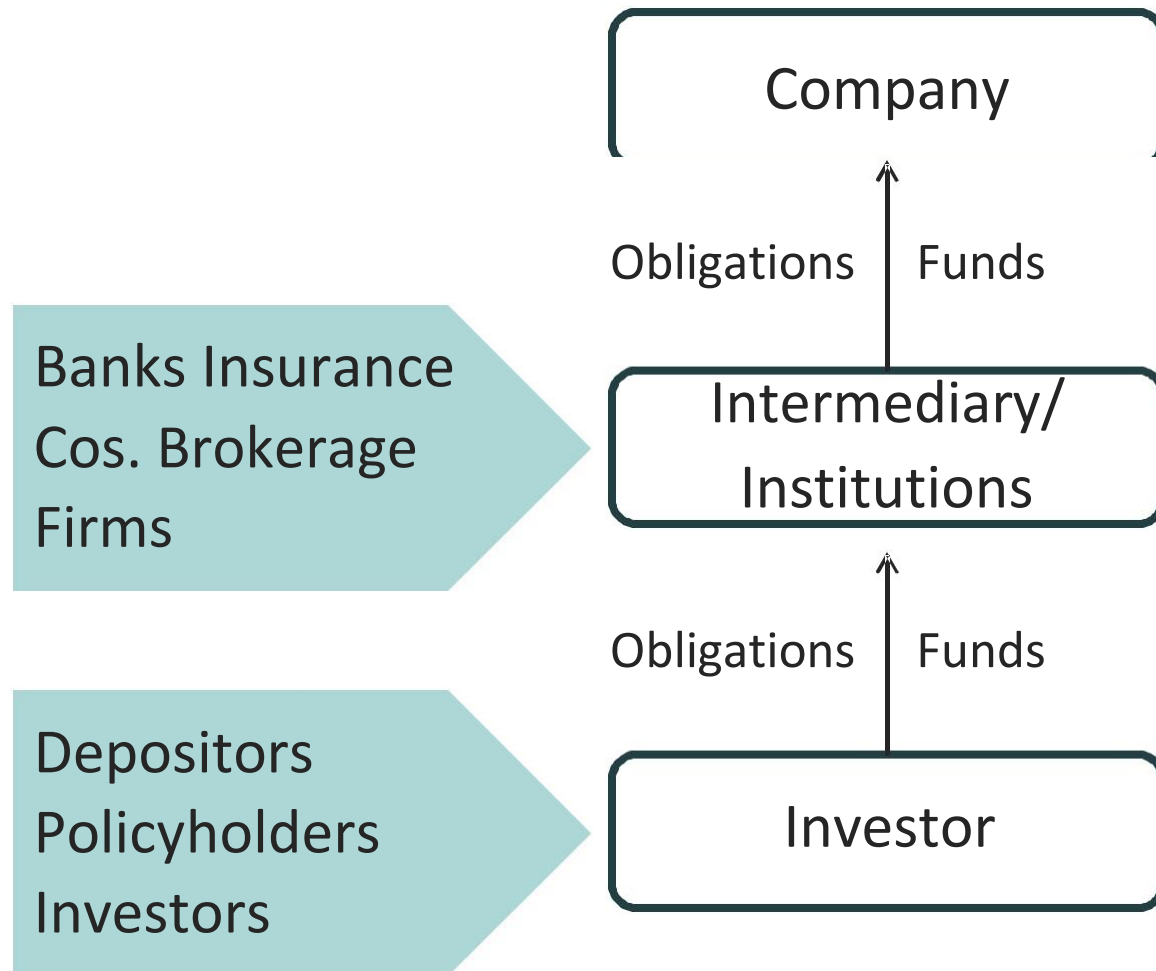 Company
Obligations Funds
Banks Insurance
Cos. Brokerage
Firms
Intermediary/
Institutions
Obligations Funds
Depositors
Policyholders
Investors
Investor